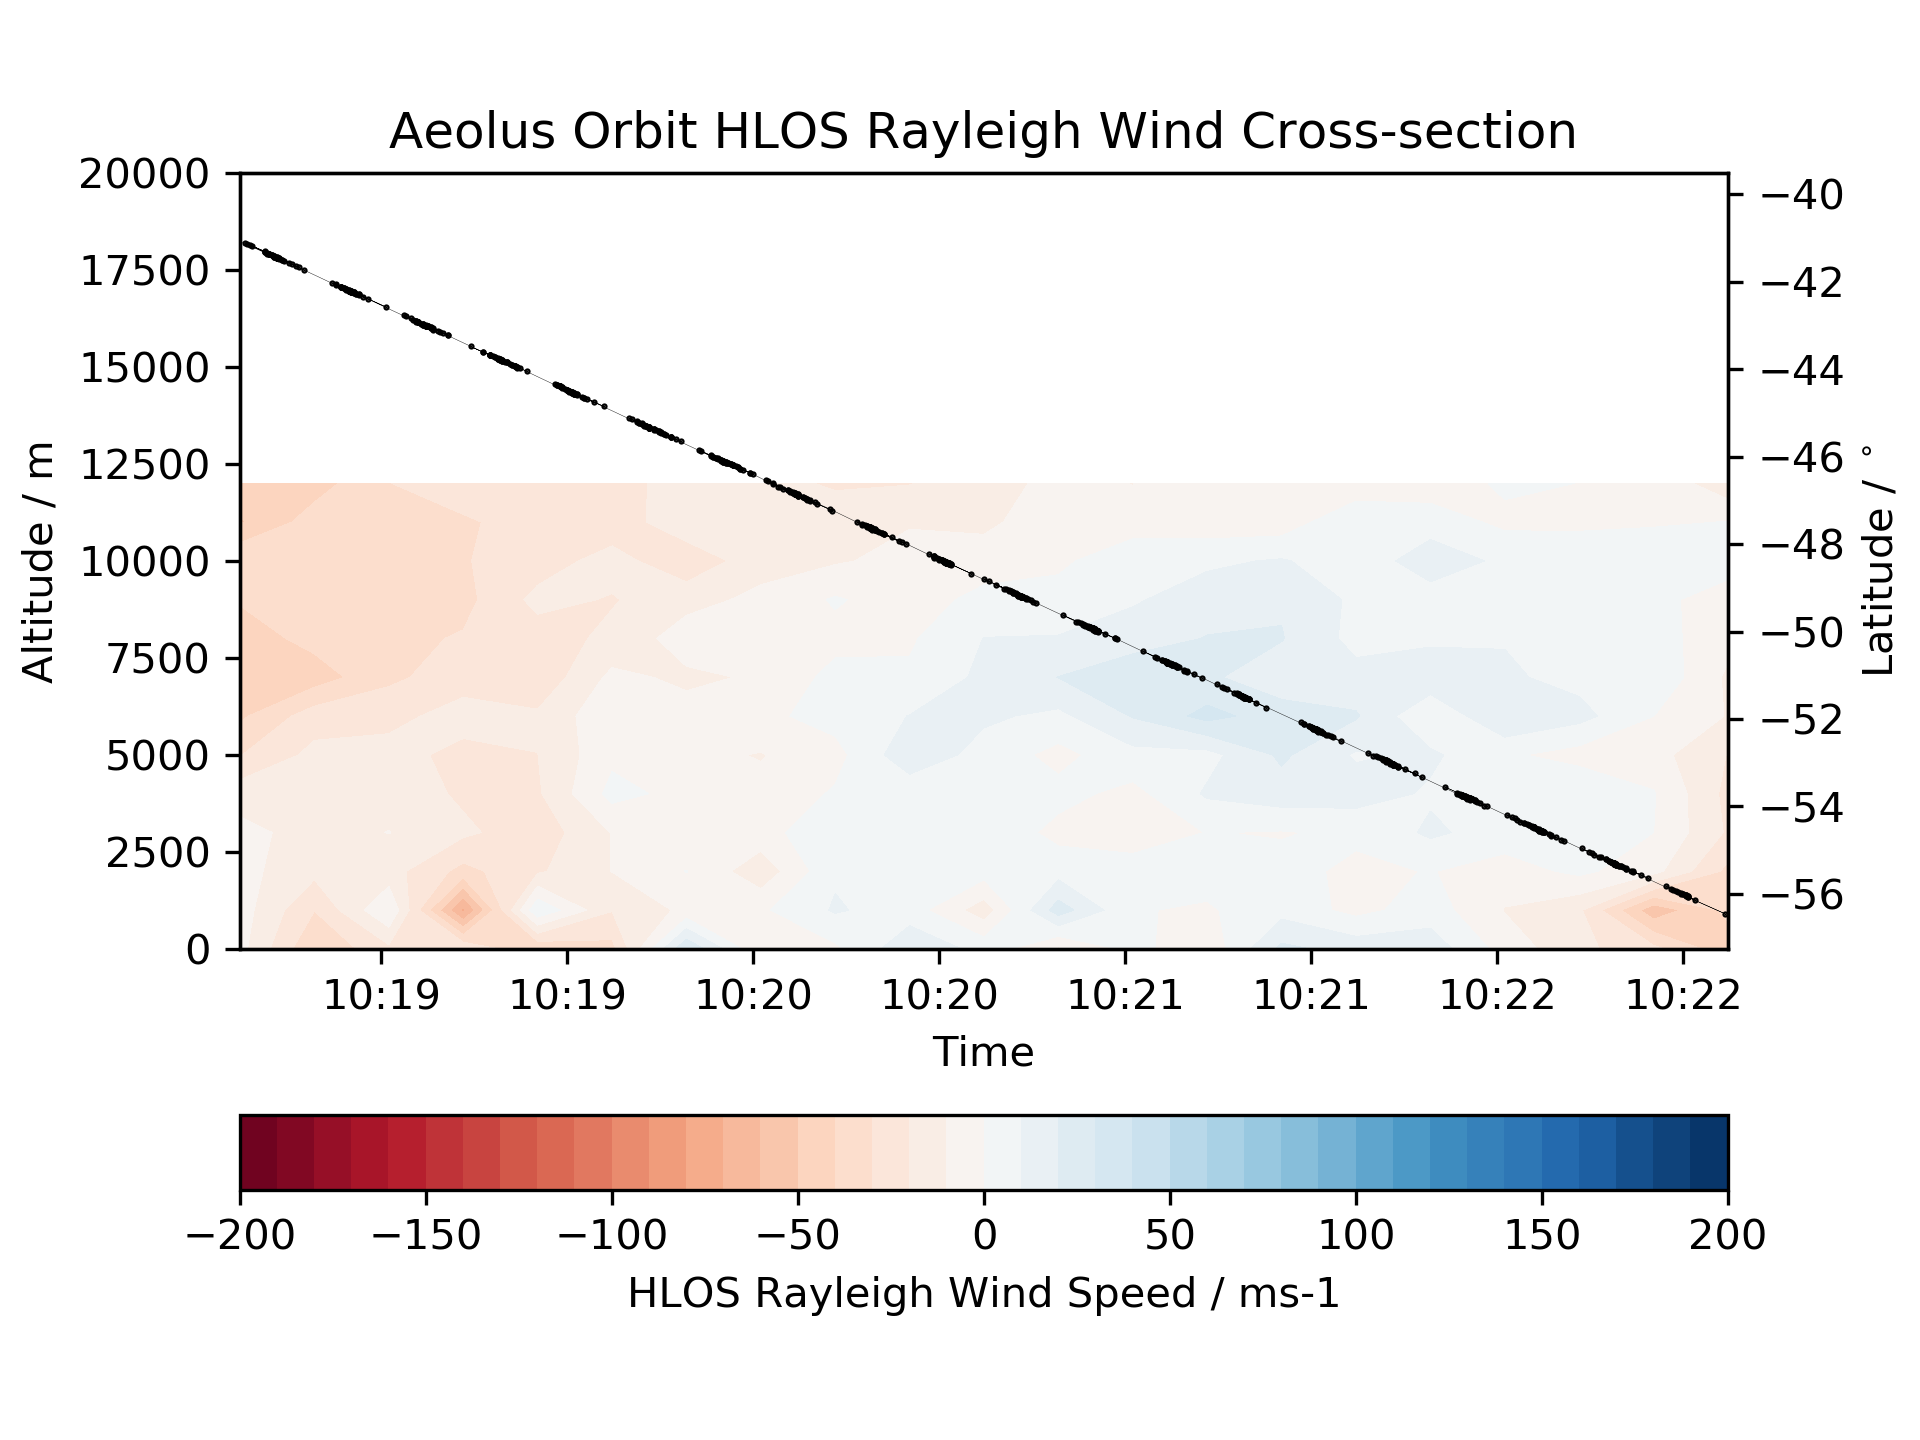 Aeolus Orbit HLOS Rayleigh Wind Cross-section
20000
17500
15000
12500
10000
7500
5000
2500
0
Altitude / m
−40
−42
−44
−46
−48
−50
−52
−54
−56
Latitude / °
10:19 10:19 10:20 10:20 10:21 10:21 10:22 10:22
Time
−200 −150 −100 −50 0 50 100 150 200
HLOS Rayleigh Wind Speed / ms-1